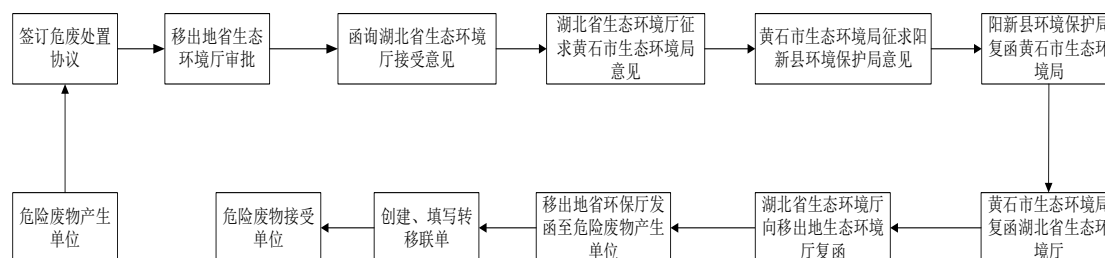 签订危废处置
协议
移出地省生态
环境厅审批
函询湖北省生态环境
厅接受意见
湖北省生态环境厅征
求黄石市生态环境局
意见
黄石市生态环境局征求阳
新县环境保护局意见
阳新县环境保护局
复函黄石市生态环
境局
危险废物产生
单位
危险废物接受
单位
创建、填写转
移联单
移出地省环保厅发
函至危险废物产生
单位
湖北省生态环境厅
向移出地生态环境
厅复函
黄石市生态环境局
复函湖北省生态环
境厅